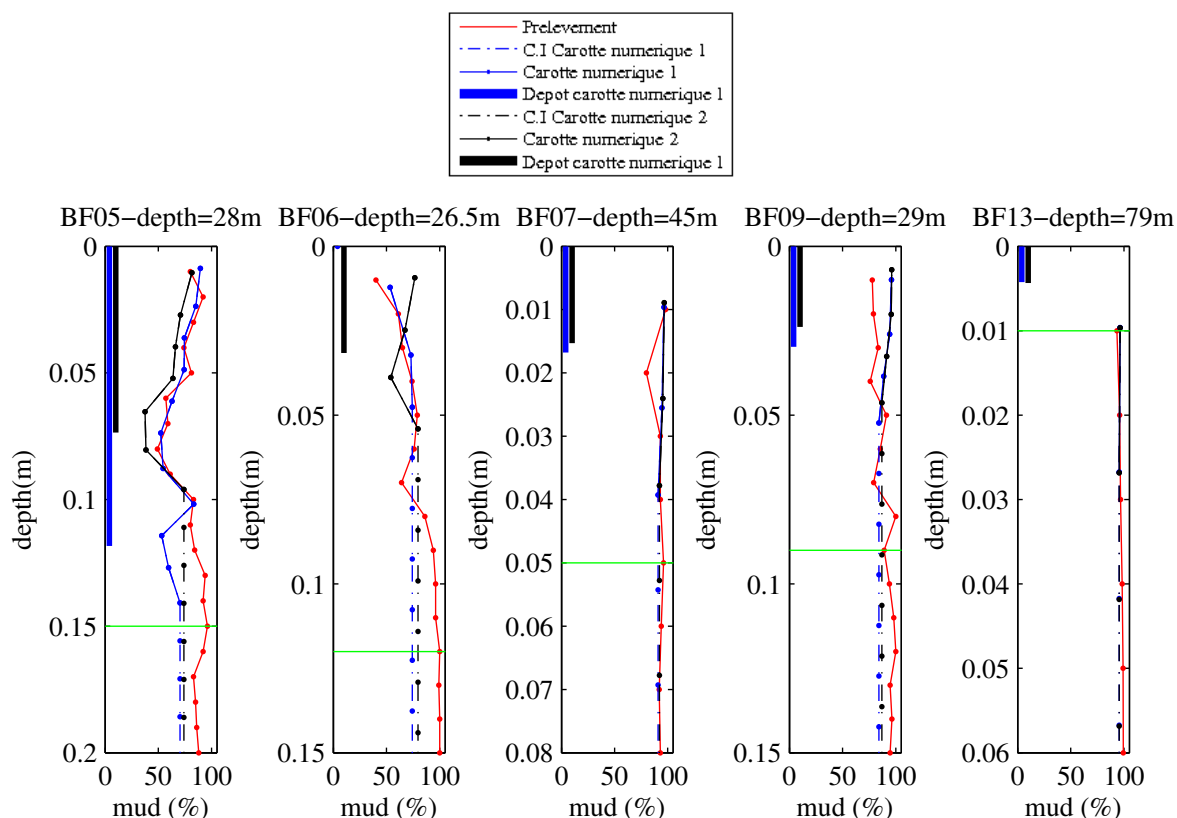 Prelevement
C.I Carotte numerique 1
Carotte numerique 1
Depot carotte numerique 1
C.I Carotte numerique 2
Carotte numerique 2
Depot carotte numerique 1
BF05−depth=28m
0
0.05
0.1
0.15
0.2
depth(m)
0 50 100
mud (%)
BF06−depth=26.5m
0
0.05
0.1
0.15
depth(m)
0 50 100
mud (%)
BF07−depth=45m
0
0.01
0.02
0.03
0.04
0.05
0.06
0.07
0.08
depth(m)
0 50 100
mud (%)
BF09−depth=29m
0
0.05
0.1
0.15
depth(m)
0 50 100
mud (%)
BF13−depth=79m
0
0.01
0.02
0.03
0.04
0.05
0.06
depth(m)
0 50 100
mud (%)